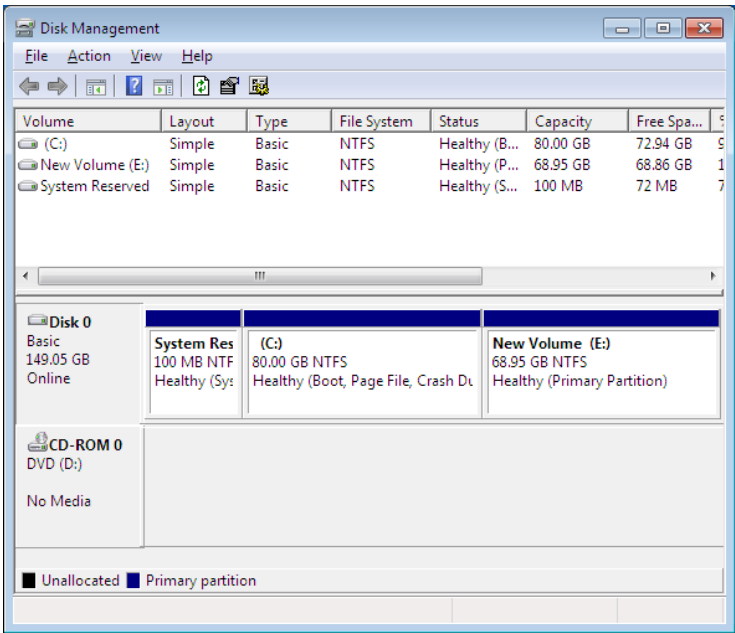 Disk Management
File Action View Help
Volume Layout Type File System Status Capacity Free Spa... %
(C:) Simple Basic NTFS Healthy (B... 80.00 GB 72.94 GB 9
New Volume (E:) Simple Basic NTFS Healthy (P... 68.95 GB 68.86 GB 1
System Reserved Simple Basic NTFS Healthy (S... 100 MB 72 MB 7
Disk 0
Basic
149.05 GB
Online
System Res
100 MB NTF
Healthy (Sys
(C:)
80.00 GB NTFS
Healthy (Boot, Page File, Crash Du
New Volume (E:)
68.95 GB NTFS
Healthy (Primary Partition)
CD-ROM 0
DVD (D:)
No Media
Unallocated Primary partition